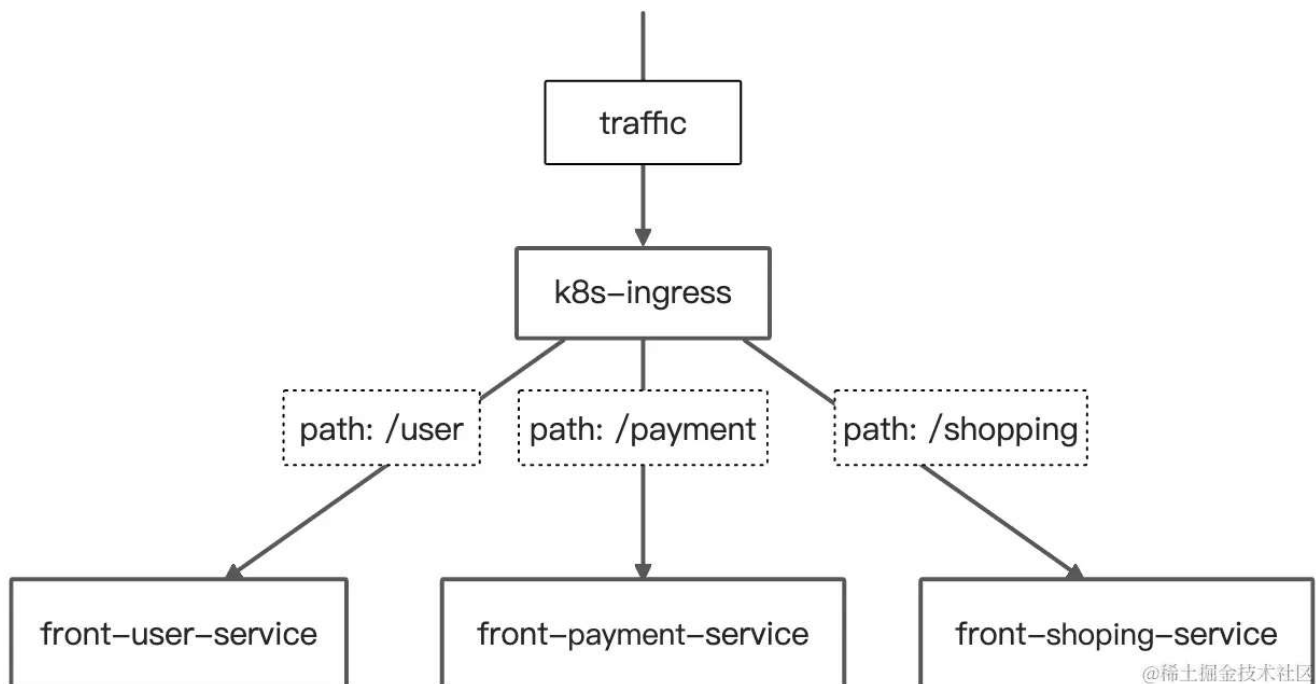 traffic
k8s-ingress
path: /user
path: /payment
path: /shopping
front-user-service
front-payment-service
front-shoping-service
@稀土掘金技术社区